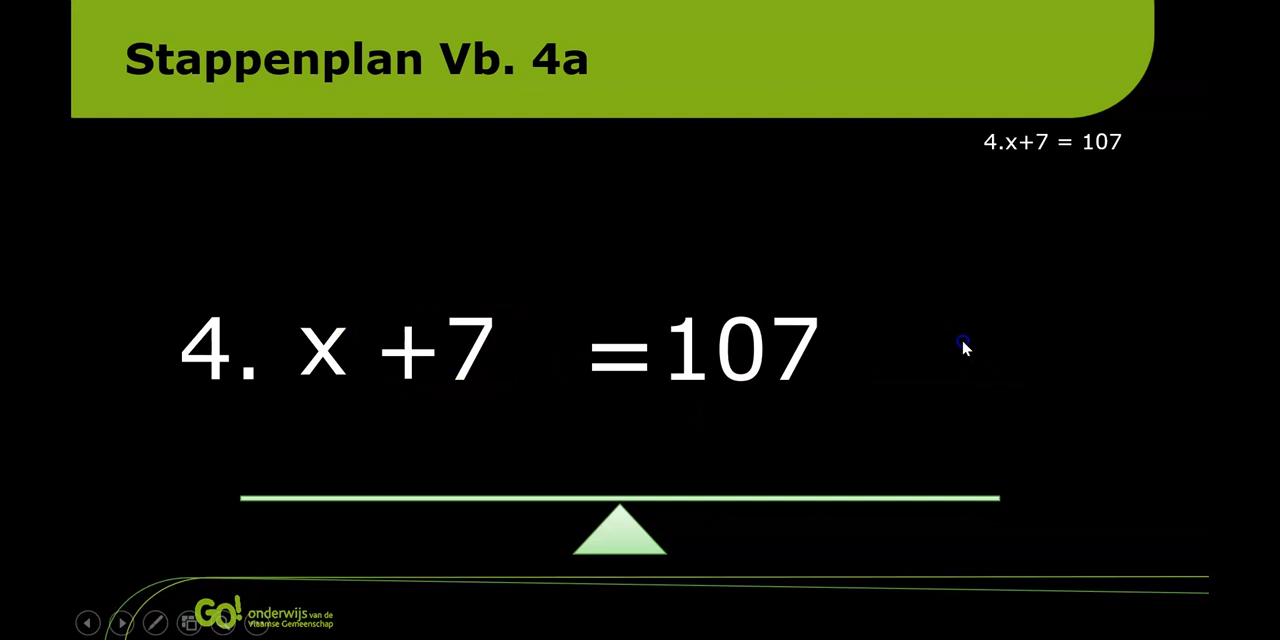 Stappenplan Vb. 4a
4.x+7 = 107
4. x +7 =107
GO! onderwijs van de
Vlaamse Gemeenschap